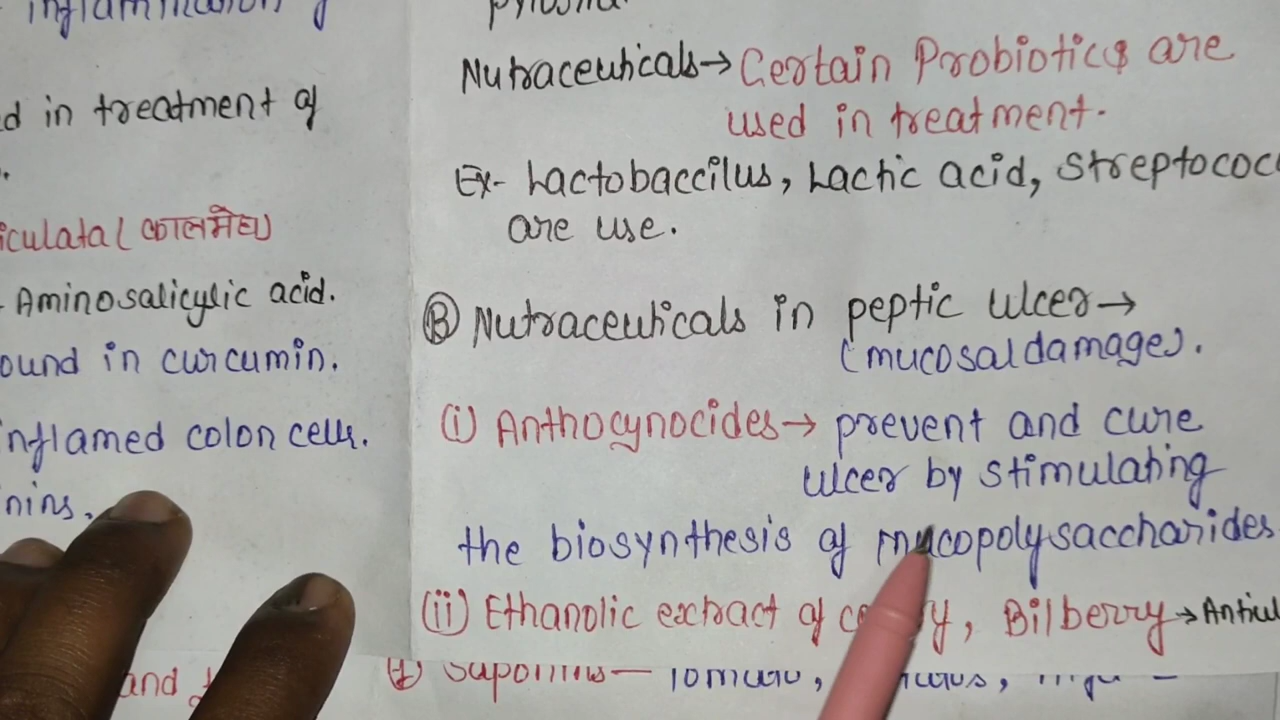 inflammation
d in treatment of
iculata (कालमेघ)
Aminosalicylic acid.
ound in curcumin.
nflamed colon cells.
nins.
and
Nutraceuticals→ Certain Probiotics are
used in treatment.
Ex- Lactobaccilus, Lactic acid, Streptococ
are use.
(B) Nutraceuticals in peptic ulcer→
(mucosal damage).
(i) Anthocynocides→ prevent and cure
ulcer by stimulating
the biosynthesis of mucopolysaccharides
(ii) Ethanolic extract of Bilberry→Antiul
Saponins—